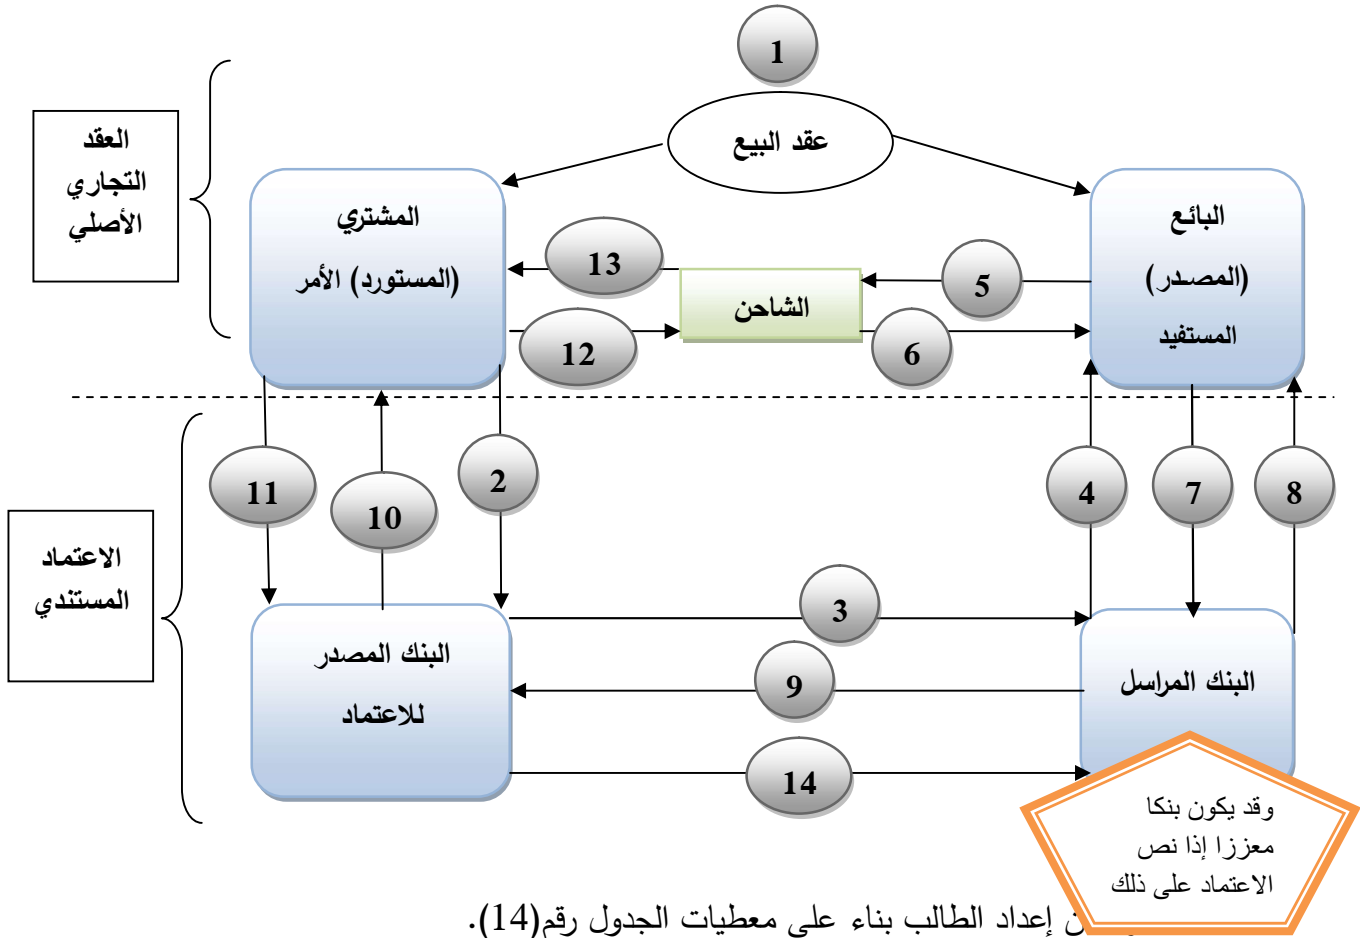 1
عقد البيع
العقد
التجاري
الأصلي
البائع
(المصدر)
المستفيد
المشتري
(المستورد) الأمر
13
5
الشاحن
12
6
11
10
2
4
7
8
الاعتماد
المستندي
3
البنك المصدر
للاعتماد
9
البنك المراسل
14
وقد يكون بنكا
معززا إذا نص
الاعتماد على ذلك
إعداد الطالب بناء على معطيات الجدول رقم(14).